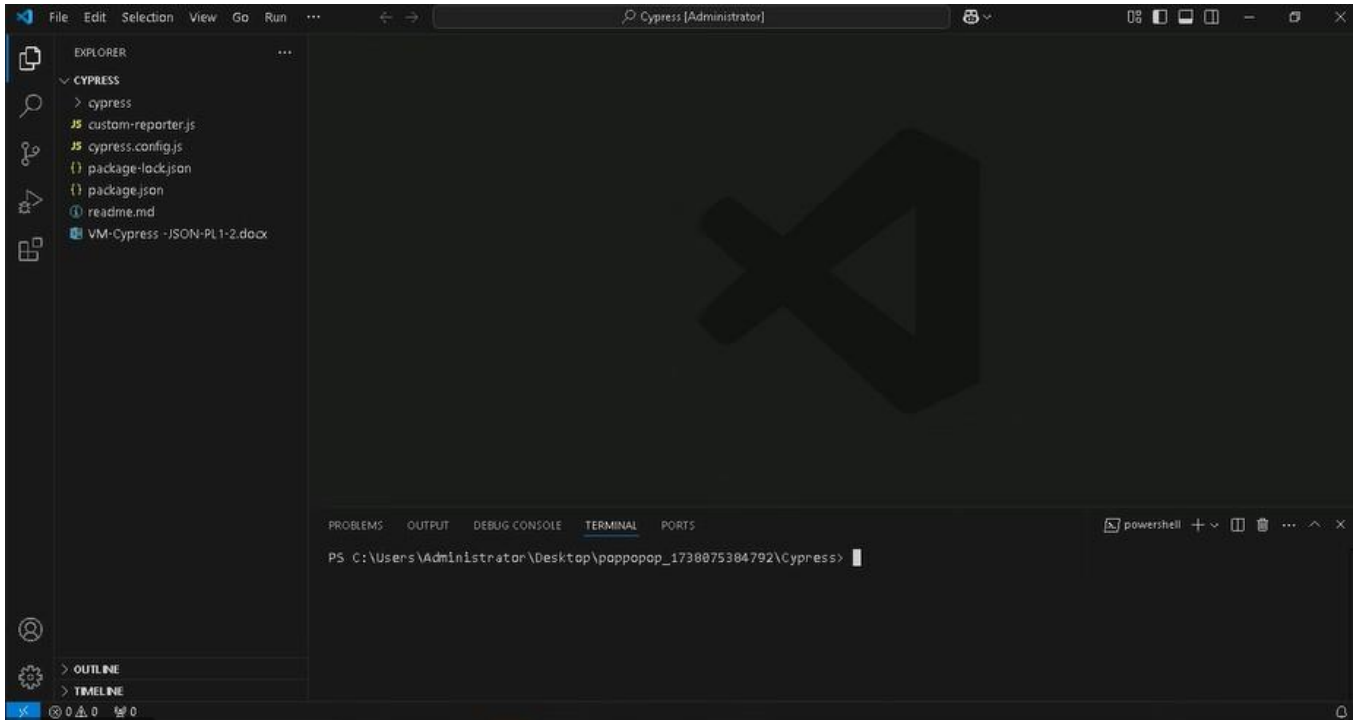 File Edit Selection View Go Run ...
Cypress [Administrator]
EXPLORER
CYPRESS
cypress
JS custom-reporter.js
JS cypress.config.js
{} package-lock.json
{} package.json
readme.md
VM-Cypress -JSON-PL1-2.docx
PROBLEMS OUTPUT DEBUG CONSOLE TERMINAL PORTS
powershell
PS C:\Users\Administrator\Desktop\poppopop_1738075384792\Cypress>
OUTLINE
TIMELINE
0 0 0